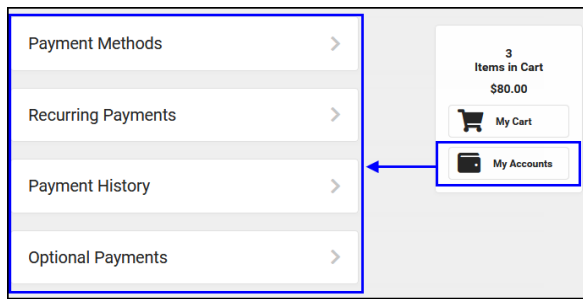 Payment Methods
Recurring Payments
Payment History
Optional Payments
3
Items in Cart
$80.00
My Cart
My Accounts